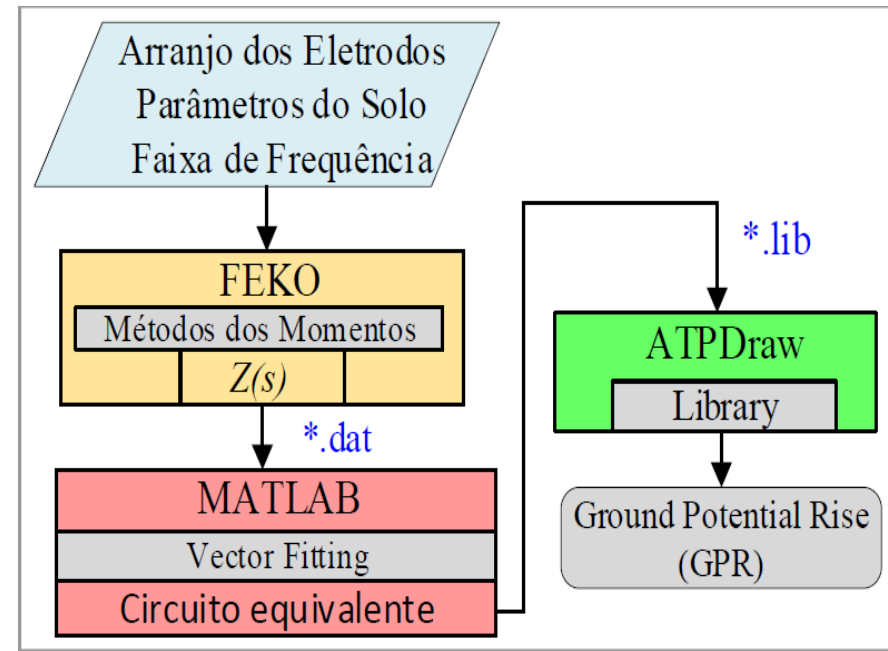 Arranjo dos Eletrodos
Parâmetros do Solo
Faixa de Frequência
FEKO
Métodos dos Momentos
Z(s)
*.dat
MATLAB
Vector Fitting
Circuito equivalente
*.lib
ATPDraw
Library
Ground Potential Rise
(GPR)